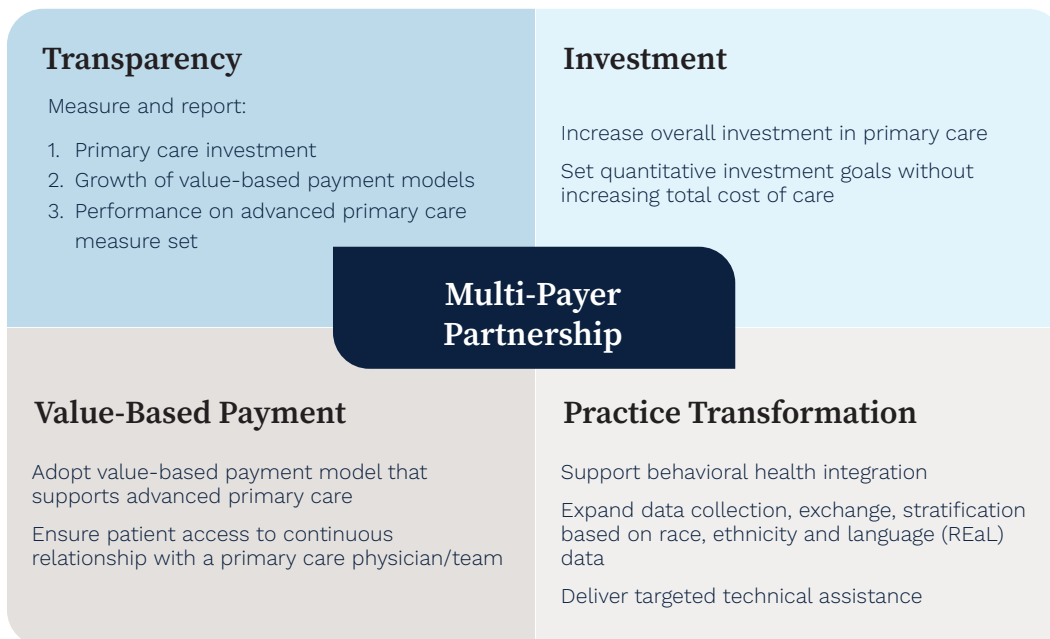 Transparency
Measure and report:
1. Primary care investment
2. Growth of value-based payment models
3. Performance on advanced primary care
measure set
Investment
Increase overall investment in primary care
Set quantitative investment goals without
increasing total cost of care
Multi-Payer
Partnership
Value-Based Payment
Adopt value-based payment model that
supports advanced primary care
Ensure patient access to continuous
relationship with a primary care physician/team
Practice Transformation
Support behavioral health integration
Expand data collection, exchange, stratification
based on race, ethnicity and language (REaL)
data
Deliver targeted technical assistance